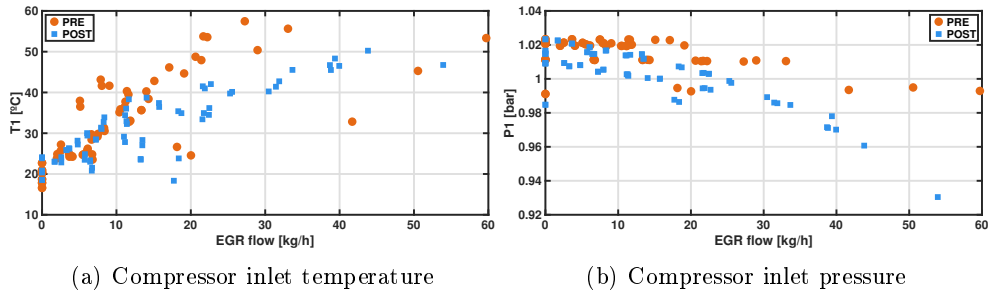 60
50
40
30
20
10
T1 [ºC]
PRE
POST
0 10 20 30 40 50 60
EGR flow [kg/h]
(a) Compressor inlet temperature
1.04
1.02
1
0.98
0.96
0.94
0.92
P1 [bar]
PRE
POST
0 10 20 30 40 50 60
EGR flow [kg/h]
(b) Compressor inlet pressure